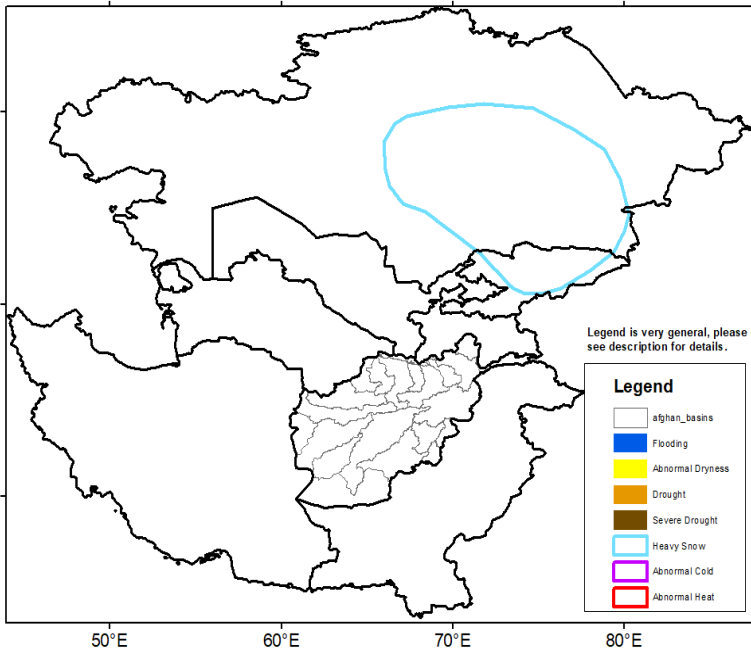 Legend is very general, please
see description for details.
Legend
afghan_basins
Flooding
Abnormal Dryness
Drought
Severe Drought
Heavy Snow
Abnormal Cold
Abnormal Heat
50°E 60°E 70°E 80°E